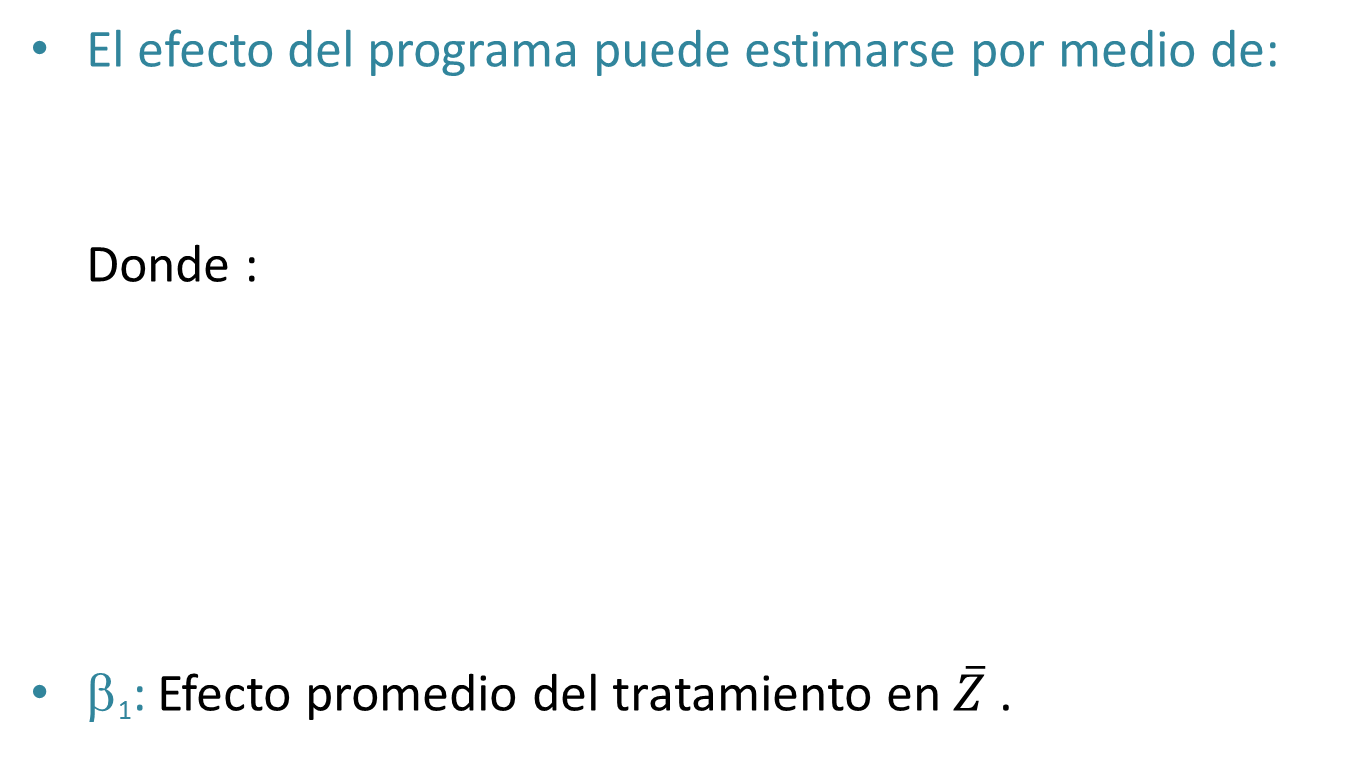 • El efecto del programa puede estimarse por medio de:
Donde :
• β₁: Efecto promedio del tratamiento en Z̄ .